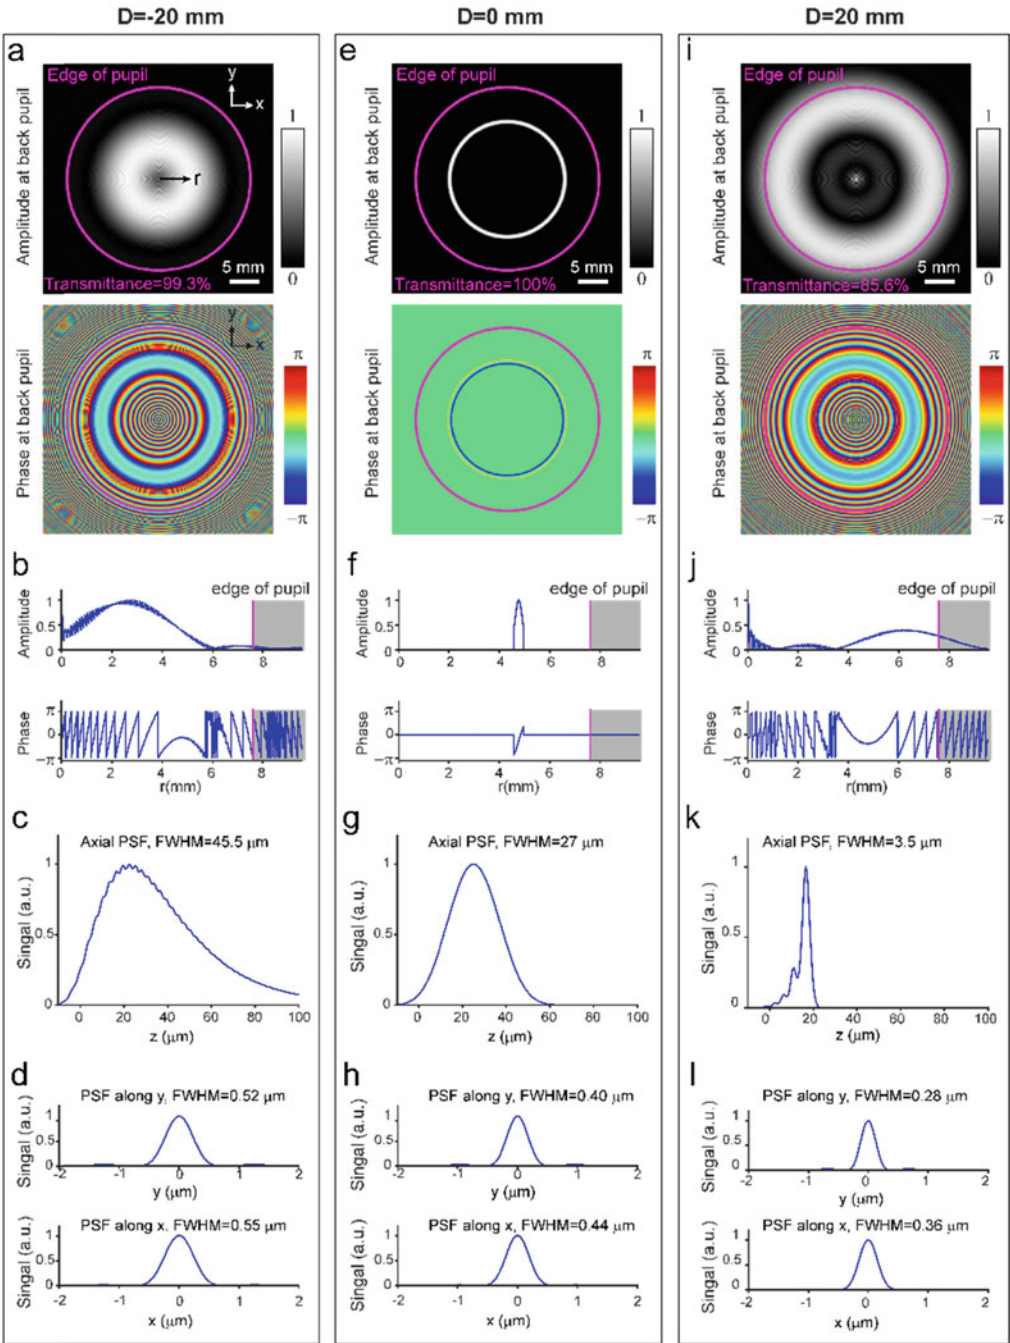 D=-20 mm
D=0 mm
D=20 mm
a
Edge of pupil
y
x
r
5 mm
Transmittance=99.3%
Amplitude at back pupil
1
0
y
x
Phase at back pupil
π
−π
b
edge of pupil
Amplitude
1
0.5
0
0 2 4 6 8
Phase
π
0
−π
0 2 4 6 8
r(mm)
c
Axial PSF, FWHM=45.5 μm
Singal (a.u.)
1
0.5
0
0 20 40 60 80 100
z (μm)
d
PSF along y, FWHM=0.52 μm
Singal (a.u.)
1
0.5
0
-2 -1 0 1 2
y (μm)
PSF along x, FWHM=0.55 μm
Singal (a.u.)
1
0.5
0
-2 -1 0 1 2
x (μm)
e
Edge of pupil
5 mm
Transmittance=100%
Amplitude at back pupil
1
0
Phase at back pupil
π
−π
f
edge of pupil
Amplitude
1
0.5
0
0 2 4 6 8
Phase
π
0
−π
0 2 4 6 8
r(mm)
g
Axial PSF, FWHM=27 μm
Singal (a.u.)
1
0.5
0
0 20 40 60 80 100
z (μm)
h
PSF along y, FWHM=0.40 μm
Singal (a.u.)
1
0.5
0
-2 -1 0 1 2
y (μm)
PSF along x, FWHM=0.44 μm
Singal (a.u.)
1
0.5
0
-2 -1 0 1 2
x (μm)
i
Edge of pupil
5 mm
Transmittance=85.6%
Amplitude at back pupil
1
0
Phase at back pupil
π
−π
j
edge of pupil
Amplitude
1
0.5
0
0 2 4 6 8
Phase
π
0
−π
0 2 4 6 8
r(mm)
k
Axial PSF, FWHM=3.5 μm
Singal (a.u.)
1
0.5
0
0 20 40 60 80 100
z (μm)
l
PSF along y, FWHM=0.28 μm
Singal (a.u.)
1
0.5
0
-2 -1 0 1 2
y (μm)
PSF along x, FWHM=0.36 μm
Singal (a.u.)
1
0.5
0
-2 -1 0 1 2
x (μm)